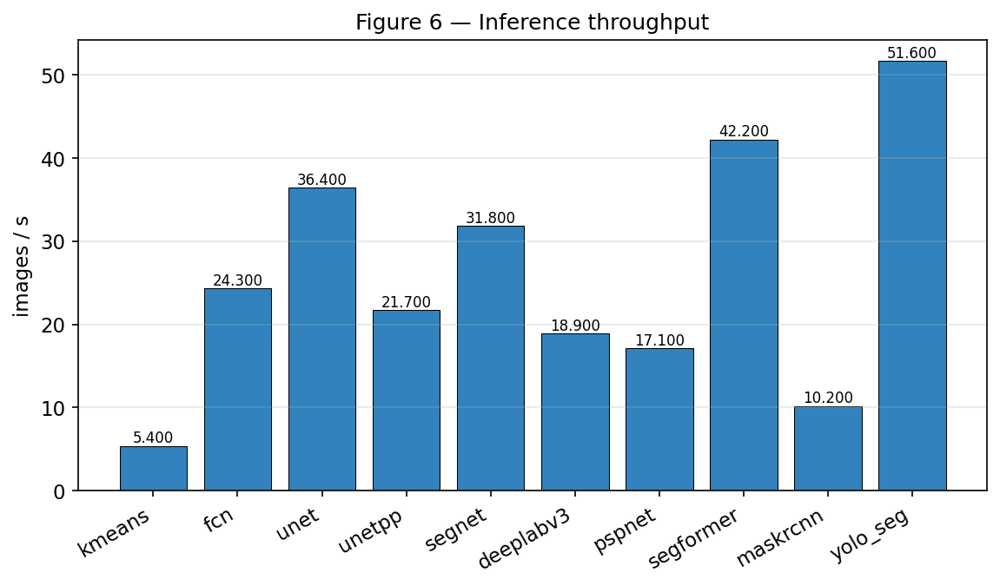 Figure 6 — Inference throughput
images / s
50
40
30
20
10
0
5.400
24.300
36.400
21.700
31.800
18.900
17.100
42.200
10.200
51.600
kmeans
fcn
unet
unetpp
segnet
deeplabv3
pspnet
segformer
maskrcnn
yolo_seg